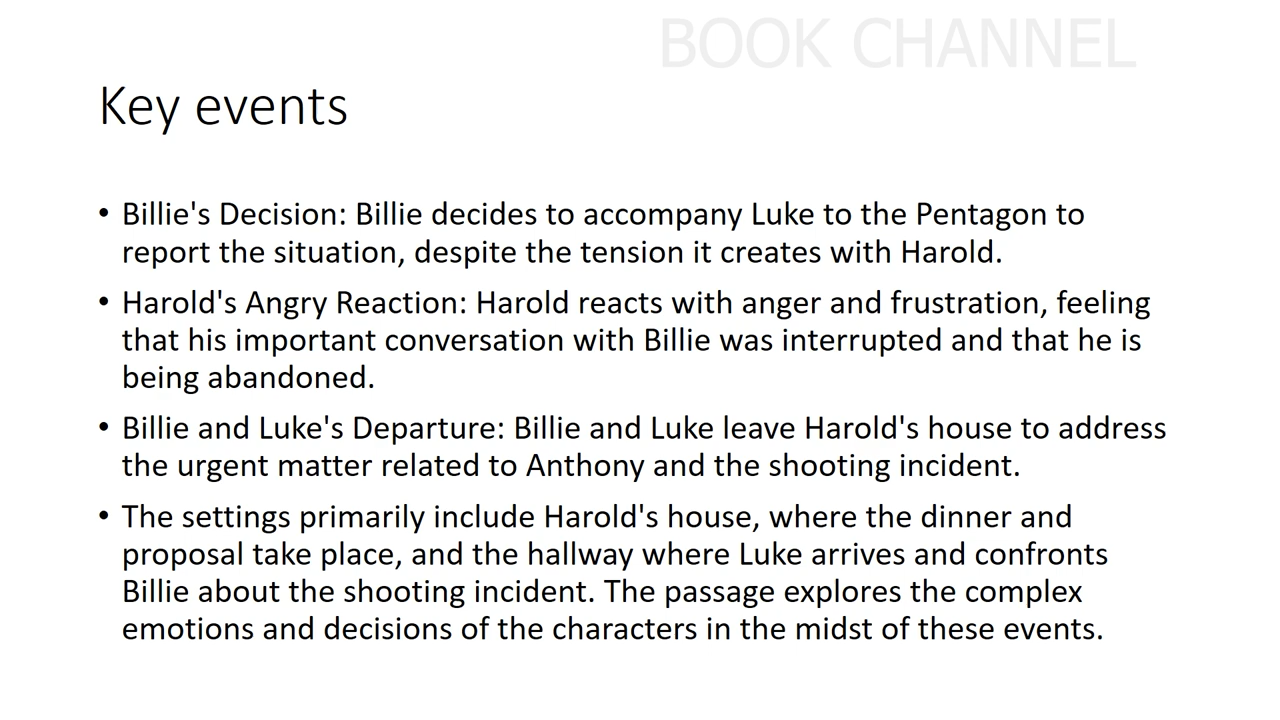 BOOK CHANNEL
Key events
• Billie's Decision: Billie decides to accompany Luke to the Pentagon to
report the situation, despite the tension it creates with Harold.
• Harold's Angry Reaction: Harold reacts with anger and frustration, feeling
that his important conversation with Billie was interrupted and that he is
being abandoned.
• Billie and Luke's Departure: Billie and Luke leave Harold's house to address
the urgent matter related to Anthony and the shooting incident.
• The settings primarily include Harold's house, where the dinner and
proposal take place, and the hallway where Luke arrives and confronts
Billie about the shooting incident. The passage explores the complex
emotions and decisions of the characters in the midst of these events.